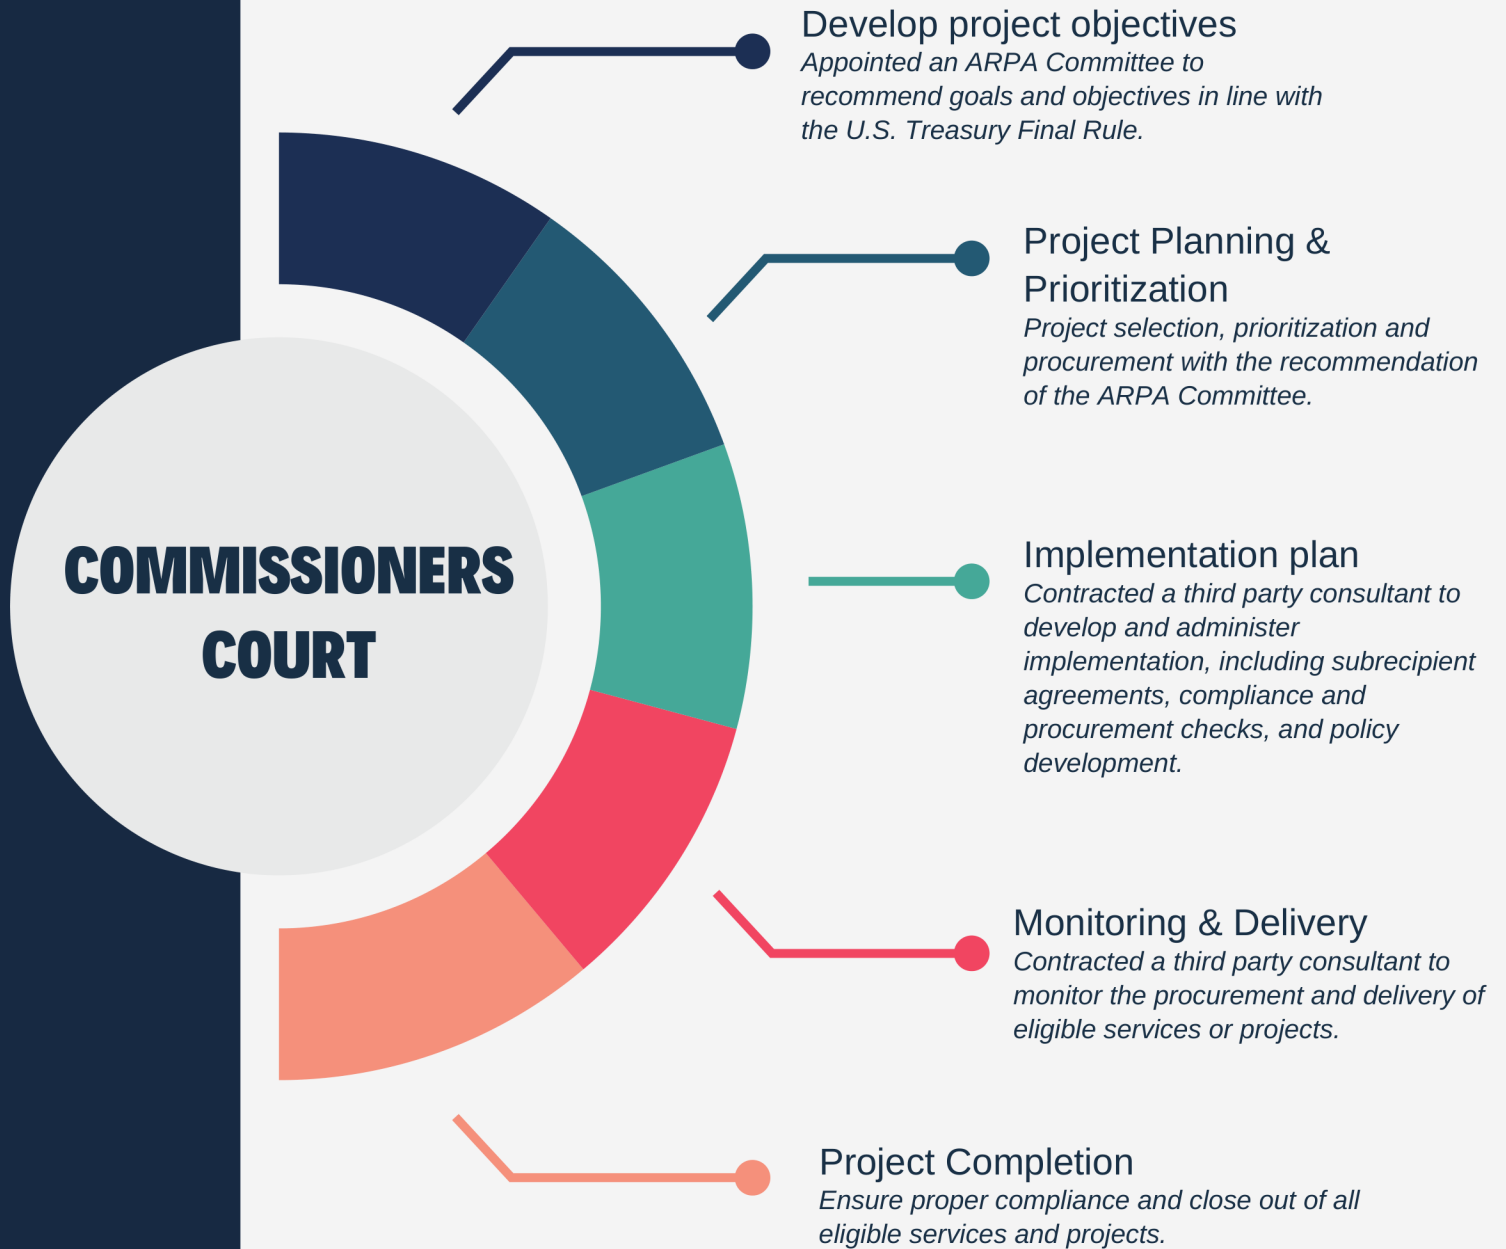 Develop project objectives
Appointed an ARPA Committee to
recommend goals and objectives in line with
the U.S. Treasury Final Rule.
Project Planning &
Prioritization
Project selection, prioritization and
procurement with the recommendation
of the ARPA Committee.
COMMISSIONERS
COURT
Implementation plan
Contracted a third party consultant to
develop and administer
implementation, including subrecipient
agreements, compliance and
procurement checks, and policy
development.
Monitoring & Delivery
Contracted a third party consultant to
monitor the procurement and delivery of
eligible services or projects.
Project Completion
Ensure proper compliance and close out of all
eligible services and projects.